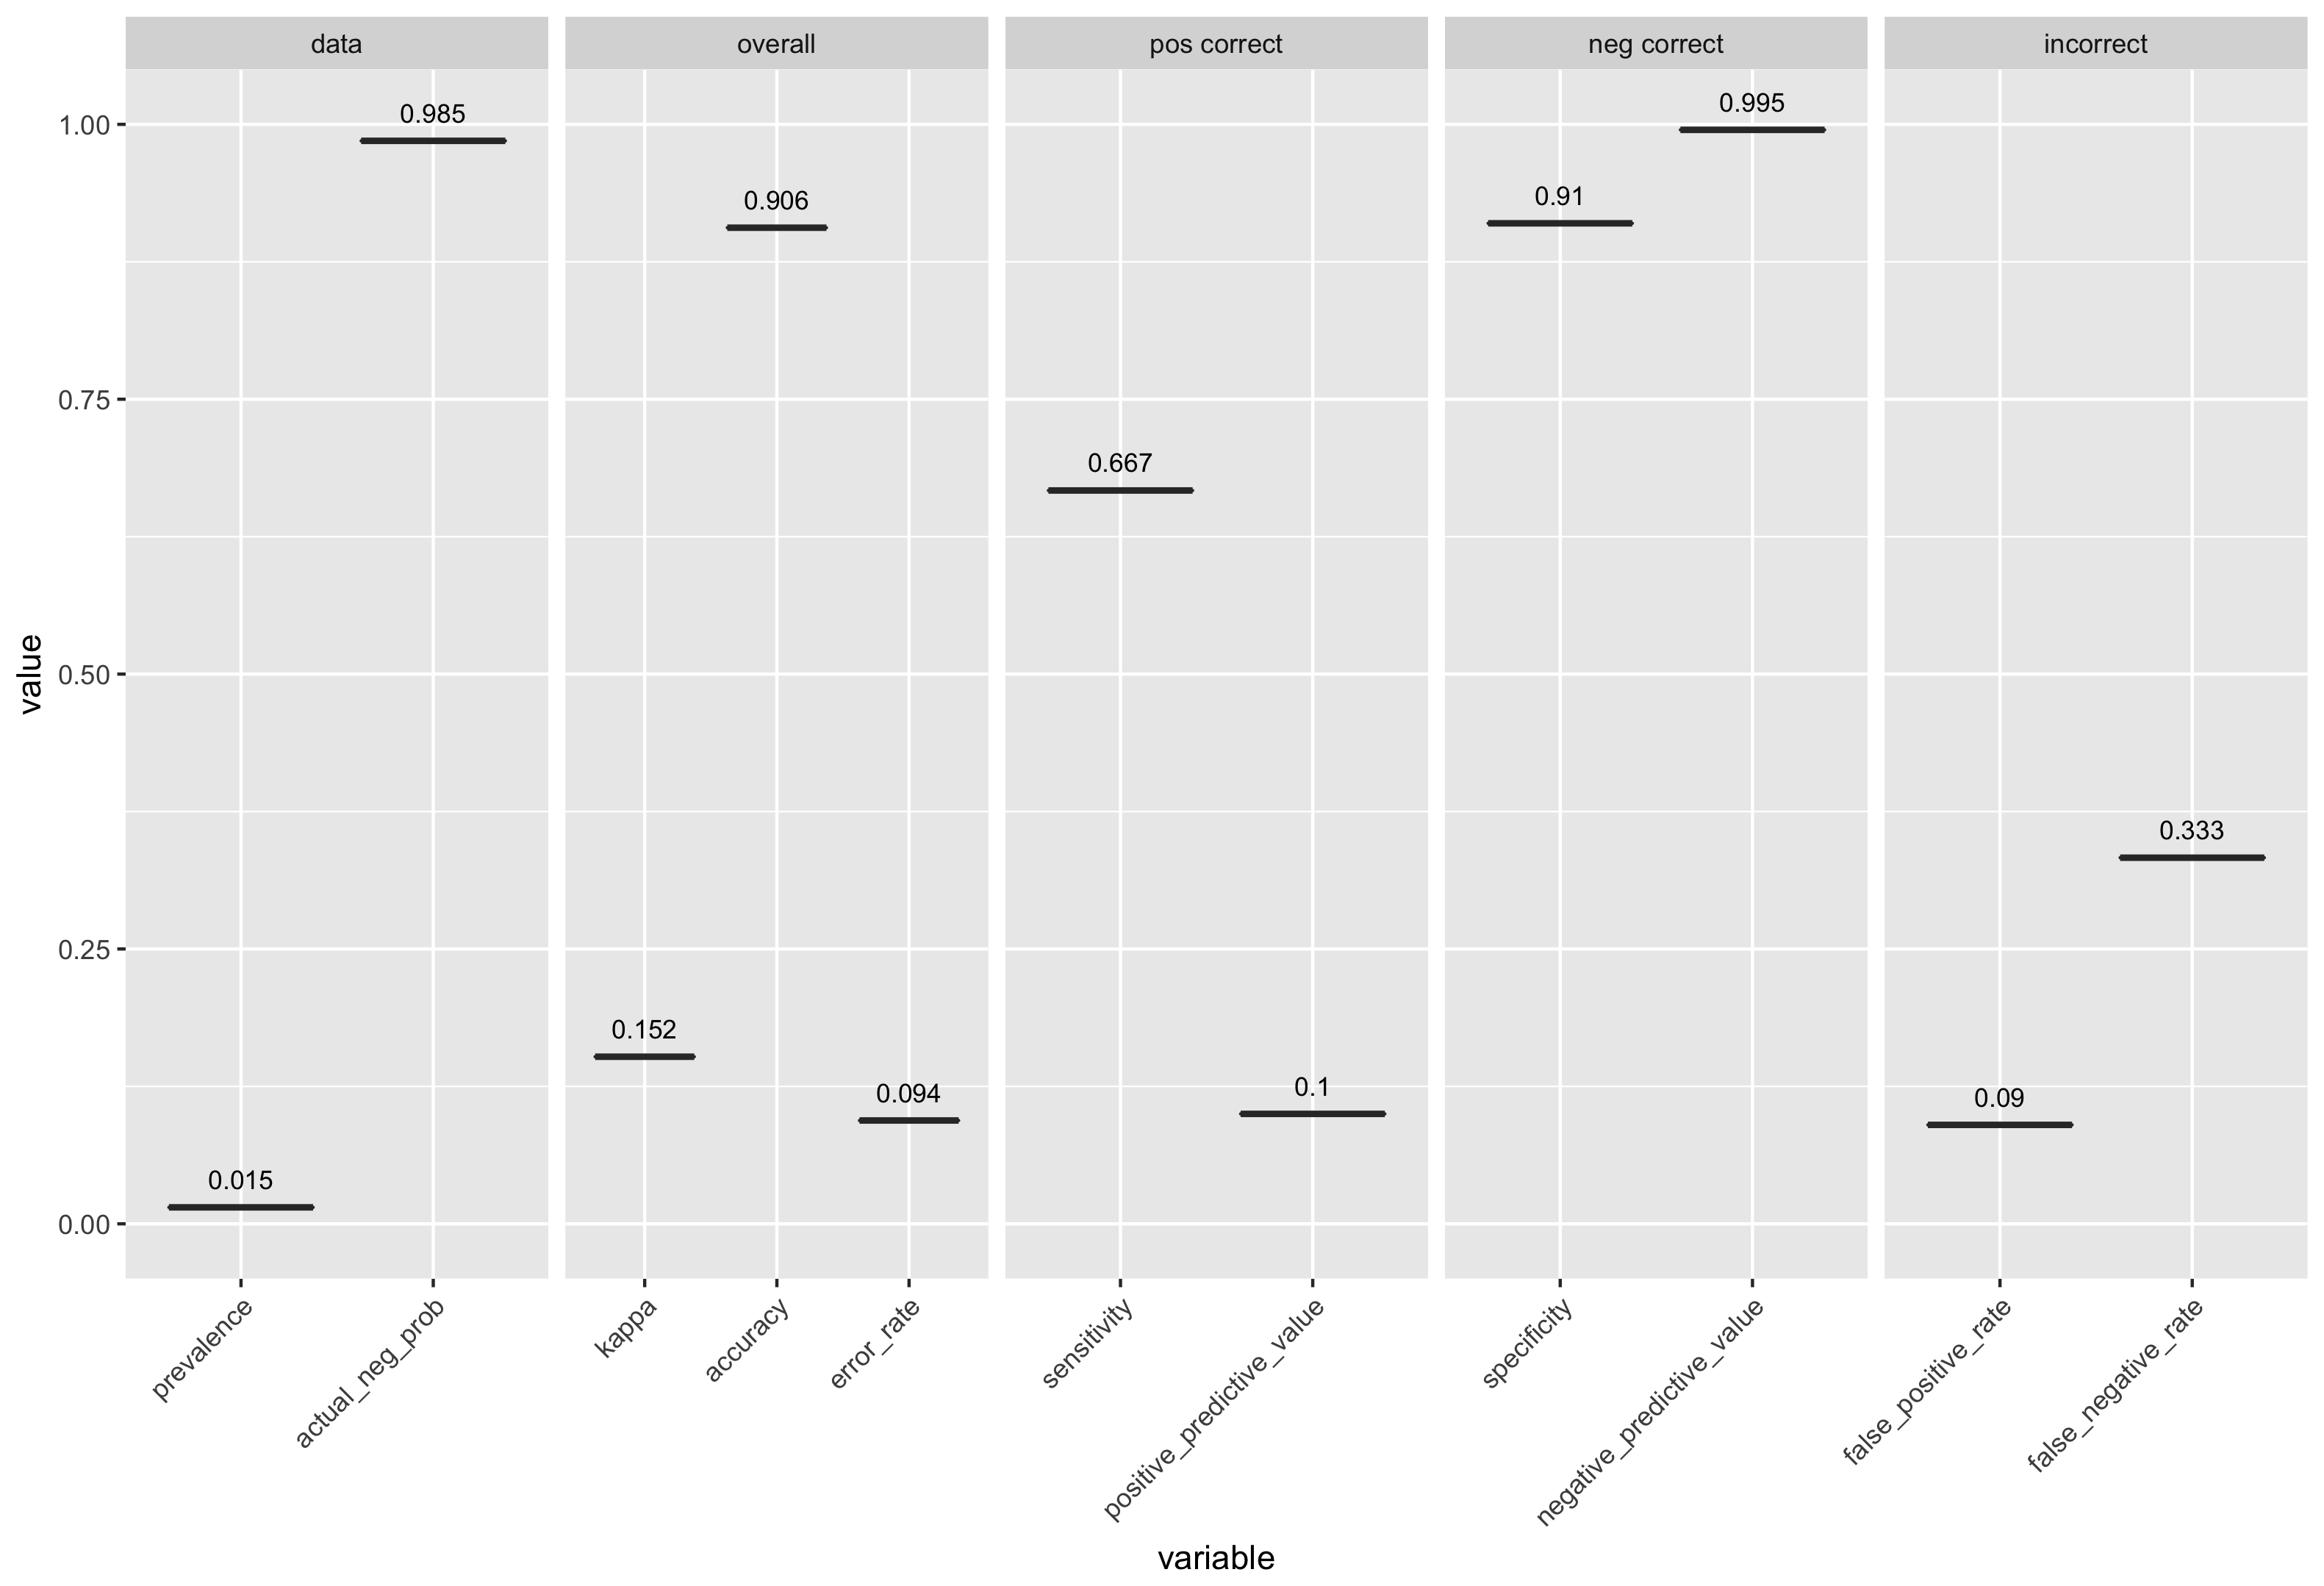 data
overall
pos correct
neg correct
incorrect
0.985
0.906
0.91
0.995
0.667
0.333
0.152
0.094
0.1
0.09
0.015
1.00
0.75
0.50
0.25
0.00
value
prevalence
actual_neg_prob
kappa
accuracy
error_rate
sensitivity
positive_predictive_value
specificity
negative_predictive_value
false_positive_rate
false_negative_rate
variable